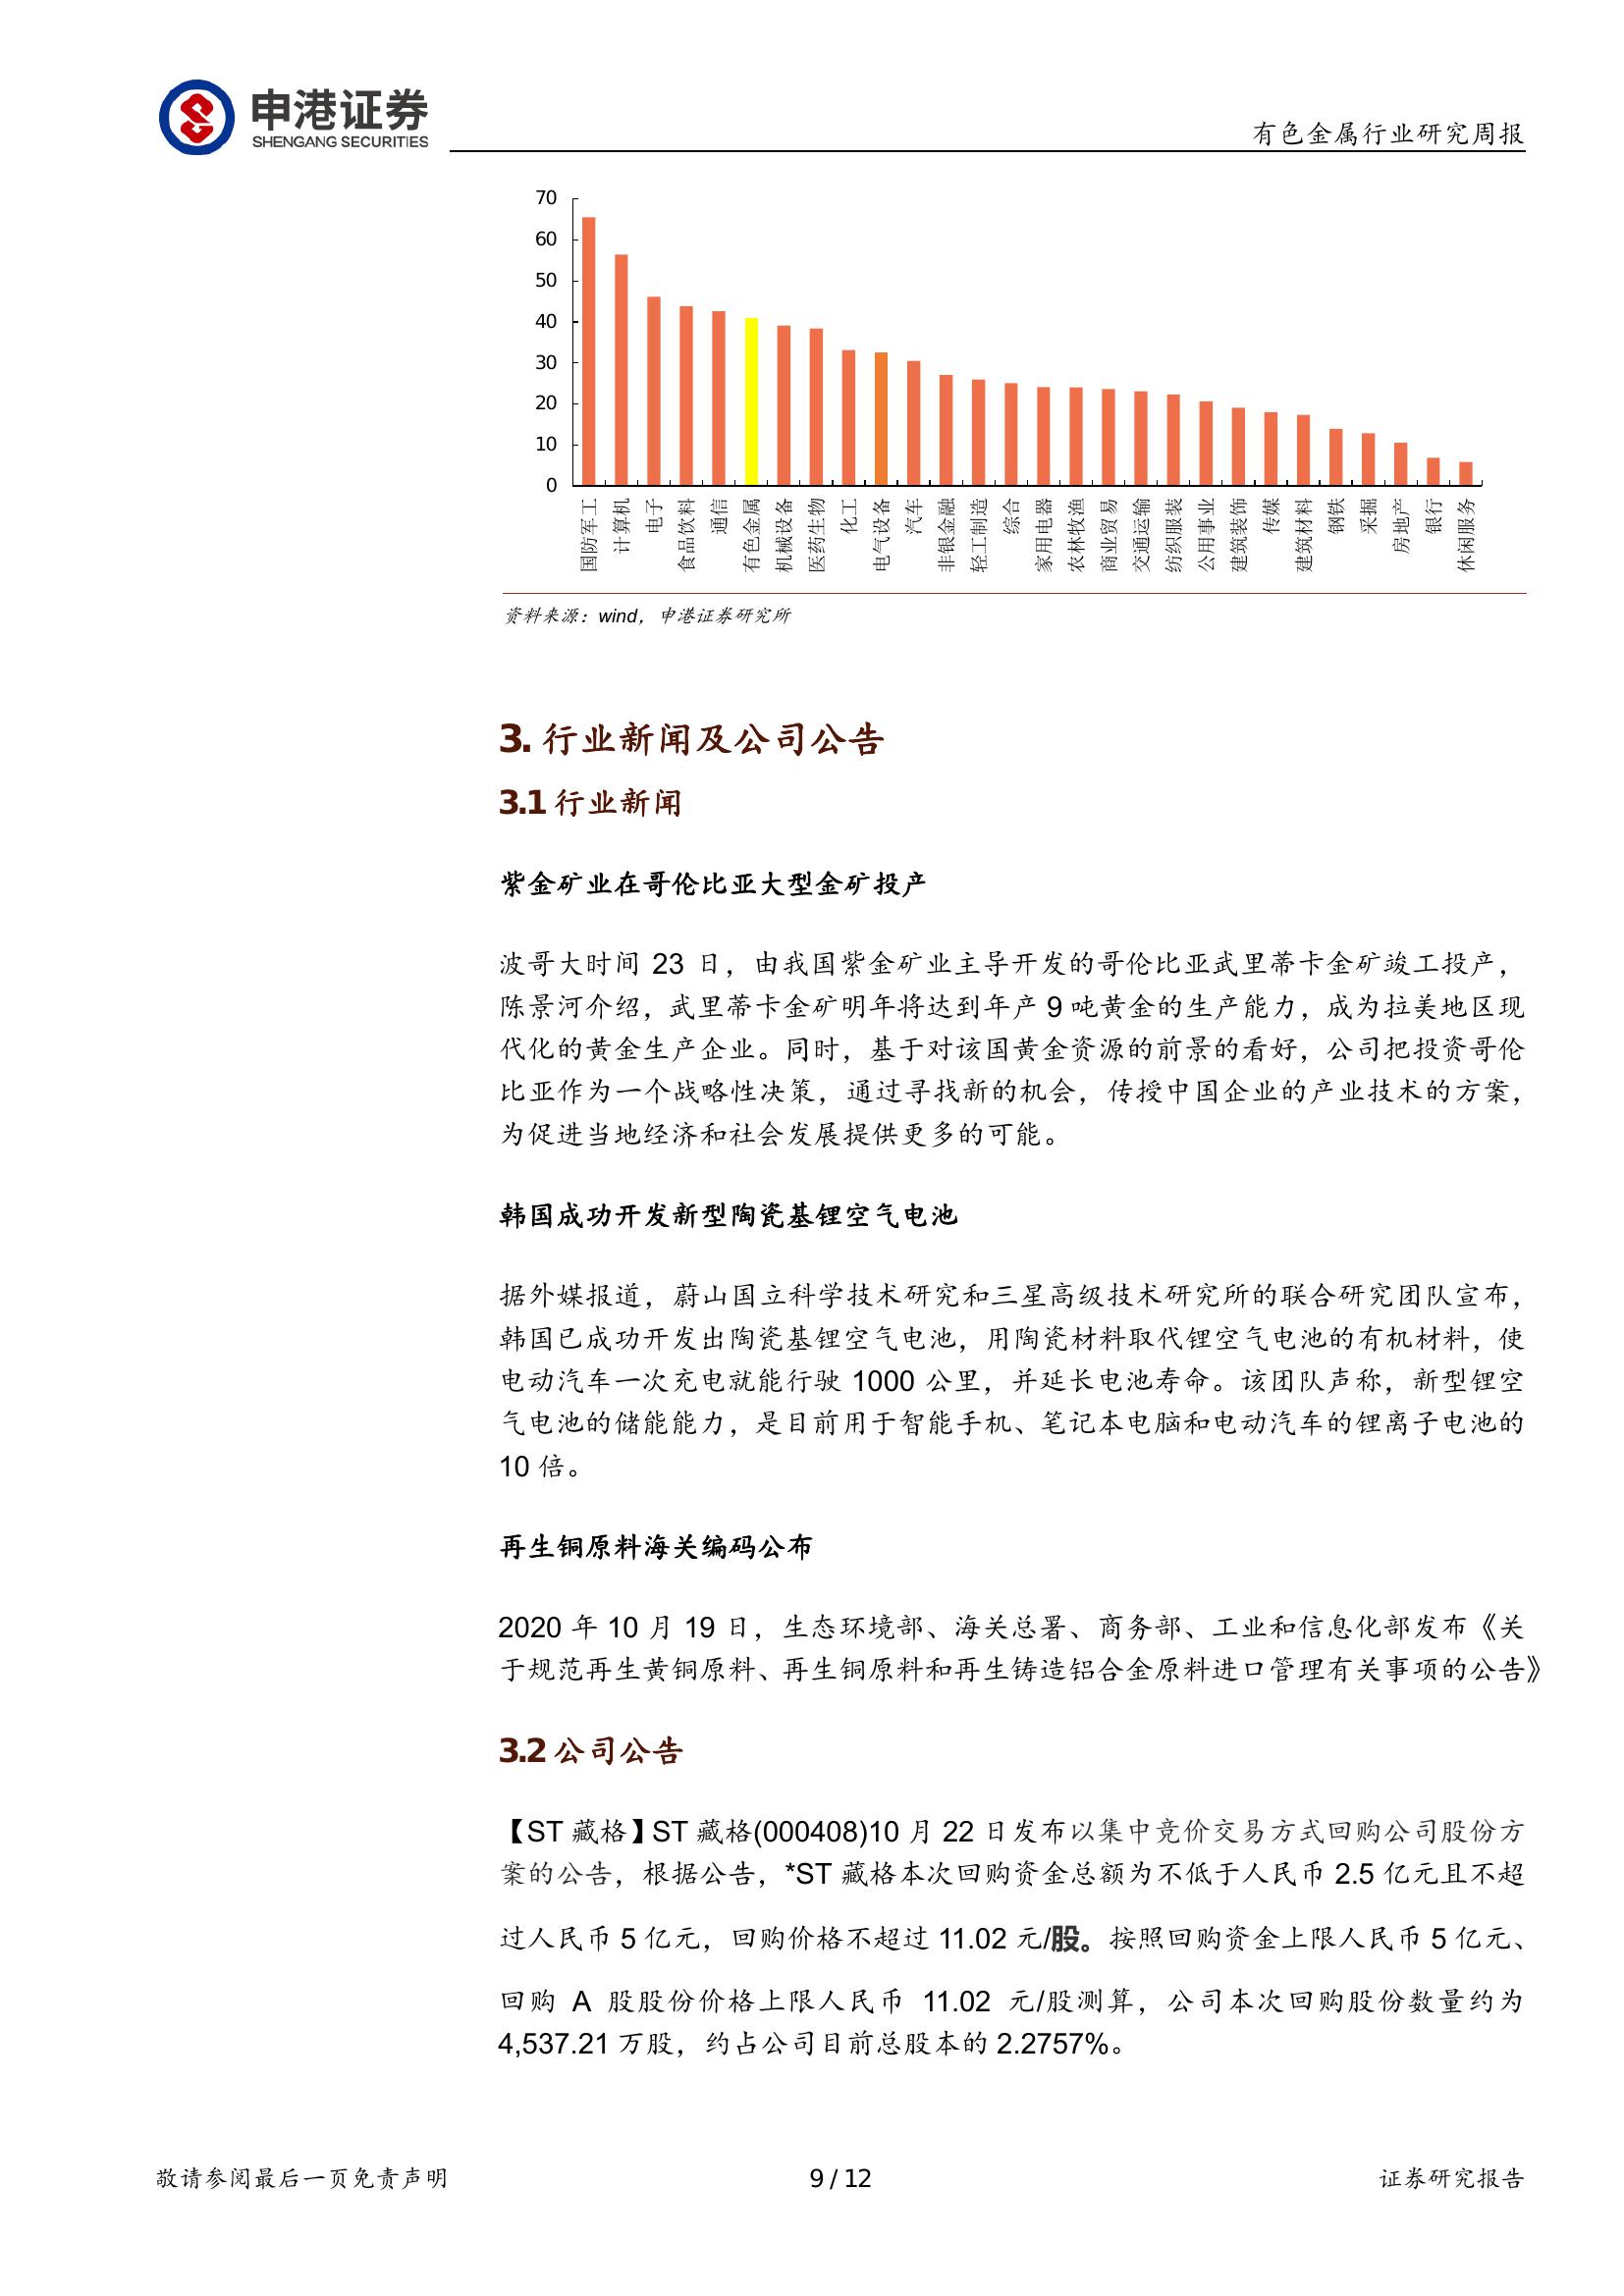 申港证券
SHENGANG SECURITIES
有色金属行业研究周报
70
60
50
40
30
20
10
0
国防军工
计算机
电子
食品饮料
通信
有色金属
机械设备
医药生物
化工
电气设备
汽车
非银金融
轻工制造
综合
家用电器
农林牧渔
商业贸易
交通运输
纺织服装
公用事业
建筑装饰
传媒
建筑材料
钢铁
采掘
房地产
银行
休闲服务
资料来源：wind，申港证券研究所
3. 行业新闻及公司公告
3.1 行业新闻
紫金矿业在哥伦比亚大型金矿投产
波哥大时间 23 日，由我国紫金矿业主导开发的哥伦比亚武里蒂卡金矿竣工投产，
陈景河介绍，武里蒂卡金矿明年将达到年产 9 吨黄金的生产能力，成为拉美地区现
代化的黄金生产企业。同时，基于对该国黄金资源的前景的看好，公司把投资哥伦
比亚作为一个战略性决策，通过寻找新的机会，传授中国企业的产业技术的方案，
为促进当地经济和社会发展提供更多的可能。
韩国成功开发新型陶瓷基锂空气电池
据外媒报道，蔚山国立科学技术研究和三星高级技术研究所的联合研究团队宣布，
韩国已成功开发出陶瓷基锂空气电池，用陶瓷材料取代锂空气电池的有机材料，使
电动汽车一次充电就能行驶 1000 公里，并延长电池寿命。该团队声称，新型锂空
气电池的储能能力，是目前用于智能手机、笔记本电脑和电动汽车的锂离子电池的
10 倍。
再生铜原料海关编码公布
2020 年 10 月 19 日，生态环境部、海关总署、商务部、工业和信息化部发布《关
于规范再生黄铜原料、再生铜原料和再生铸造铝合金原料进口管理有关事项的公告》
3.2 公司公告
【ST 藏格】ST 藏格(000408)10 月 22 日发布以集中竞价交易方式回购公司股份方
案的公告，根据公告，*ST 藏格本次回购资金总额为不低于人民币 2.5 亿元且不超
过人民币 5 亿元，回购价格不超过 11.02 元/股。按照回购资金上限人民币 5 亿元、
回购 A 股股份价格上限人民币 11.02 元/股测算，公司本次回购股份数量约为
4,537.21 万股，约占公司目前总股本的 2.2757%。
敬请参阅最后一页免责声明
9 / 12
证券研究报告